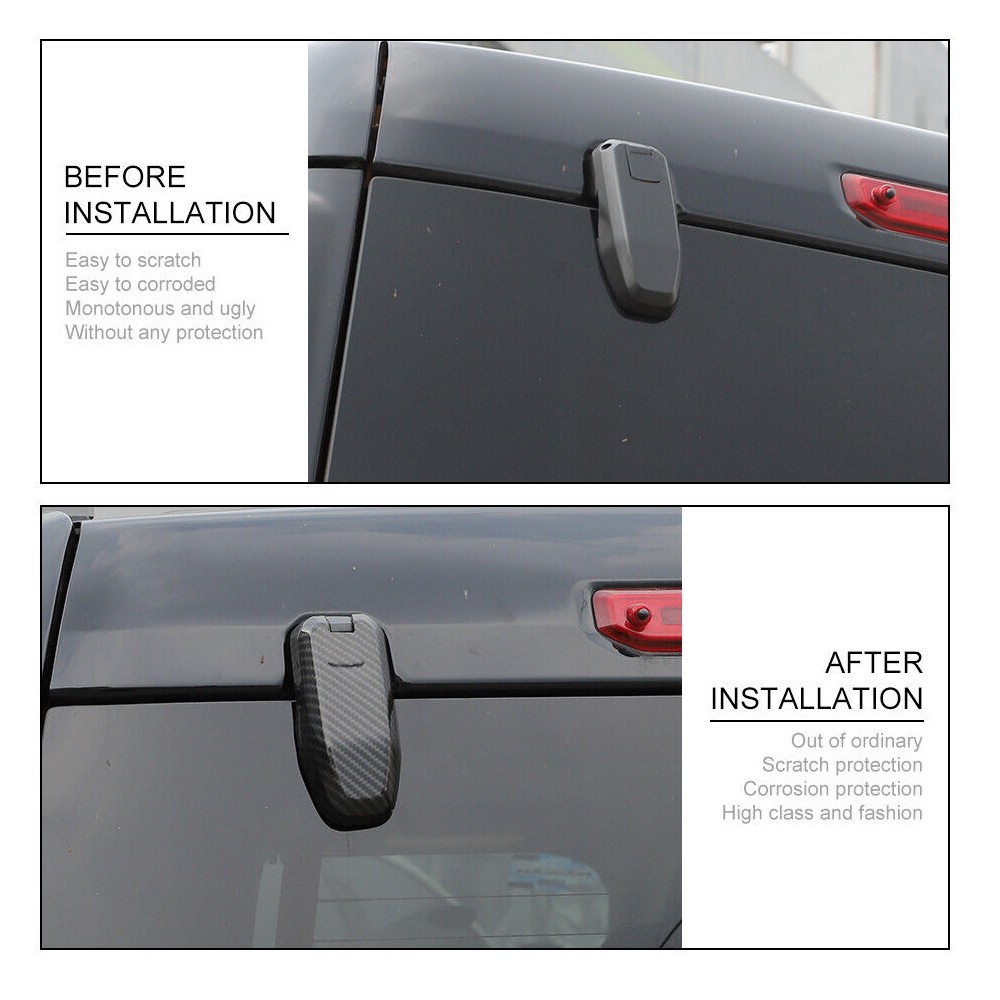 BEFORE
INSTALLATION
Easy to scratch
Easy to corroded
Monotonous and ugly
Without any protection
AFTER
INSTALLATION
Out of ordinary
Scratch protection
Corrosion protection
High class and fashion